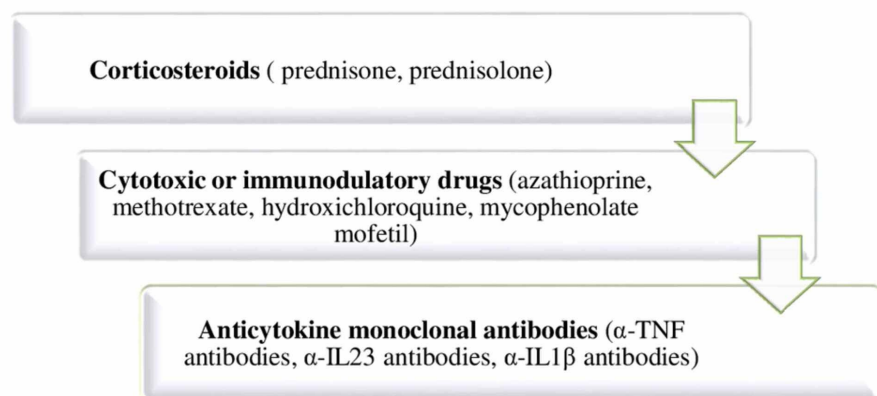 Corticosteroids ( prednisone, prednisolone)
Cytotoxic or immunodulatory drugs (azathioprine,
methotrexate, hydroxichloroquine, mycophenolate
mofetil)
Anticytokine monoclonal antibodies (α-TNF
antibodies, α-IL23 antibodies, α-IL1β antibodies)